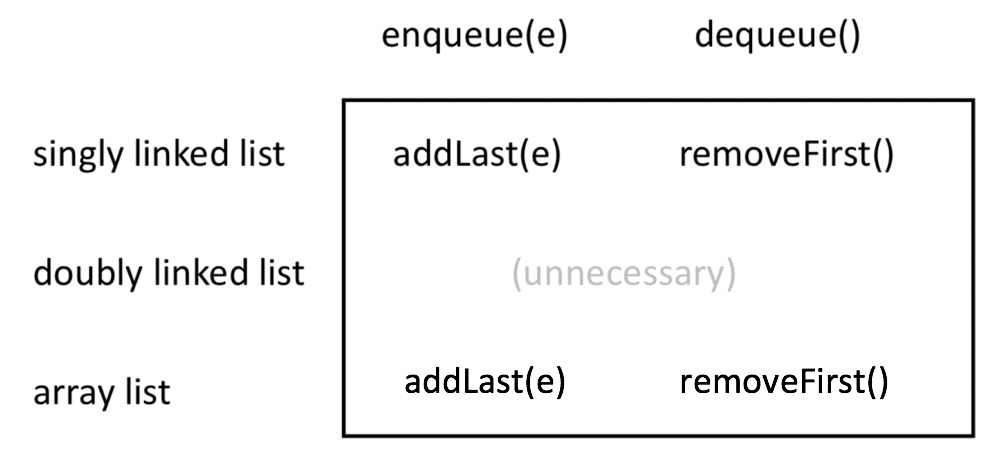 enqueue(e) dequeue()
singly linked list addLast(e) removeFirst()
doubly linked list (unnecessary)
array list addLast(e) removeFirst()